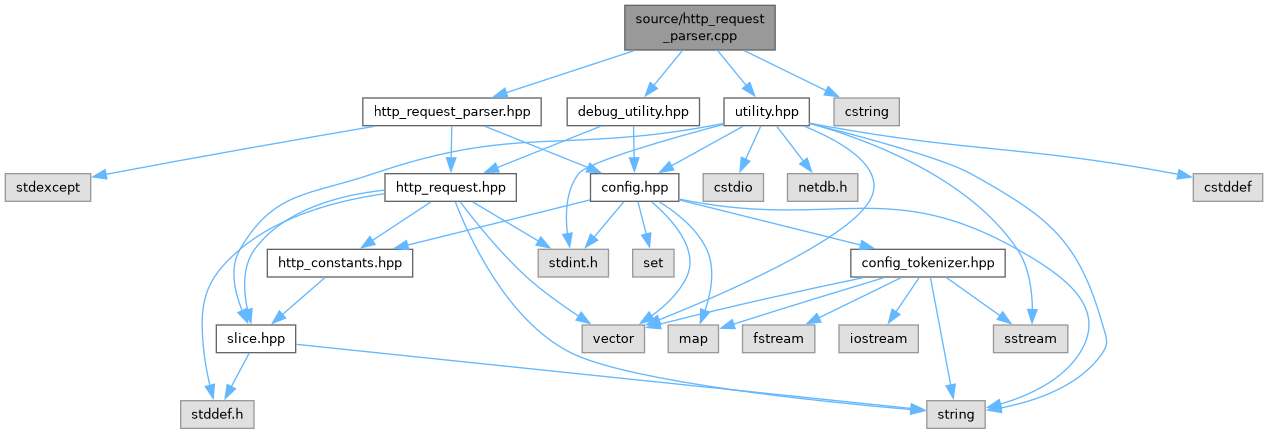 source/http_request
_parser.cpp
http_request_parser.hpp
debug_utility.hpp
utility.hpp
cstring
stdexcept
http_request.hpp
config.hpp
cstdio
netdb.h
cstddef
http_constants.hpp
stdint.h
set
config_tokenizer.hpp
slice.hpp
vector
map
fstream
iostream
sstream
stddef.h
string